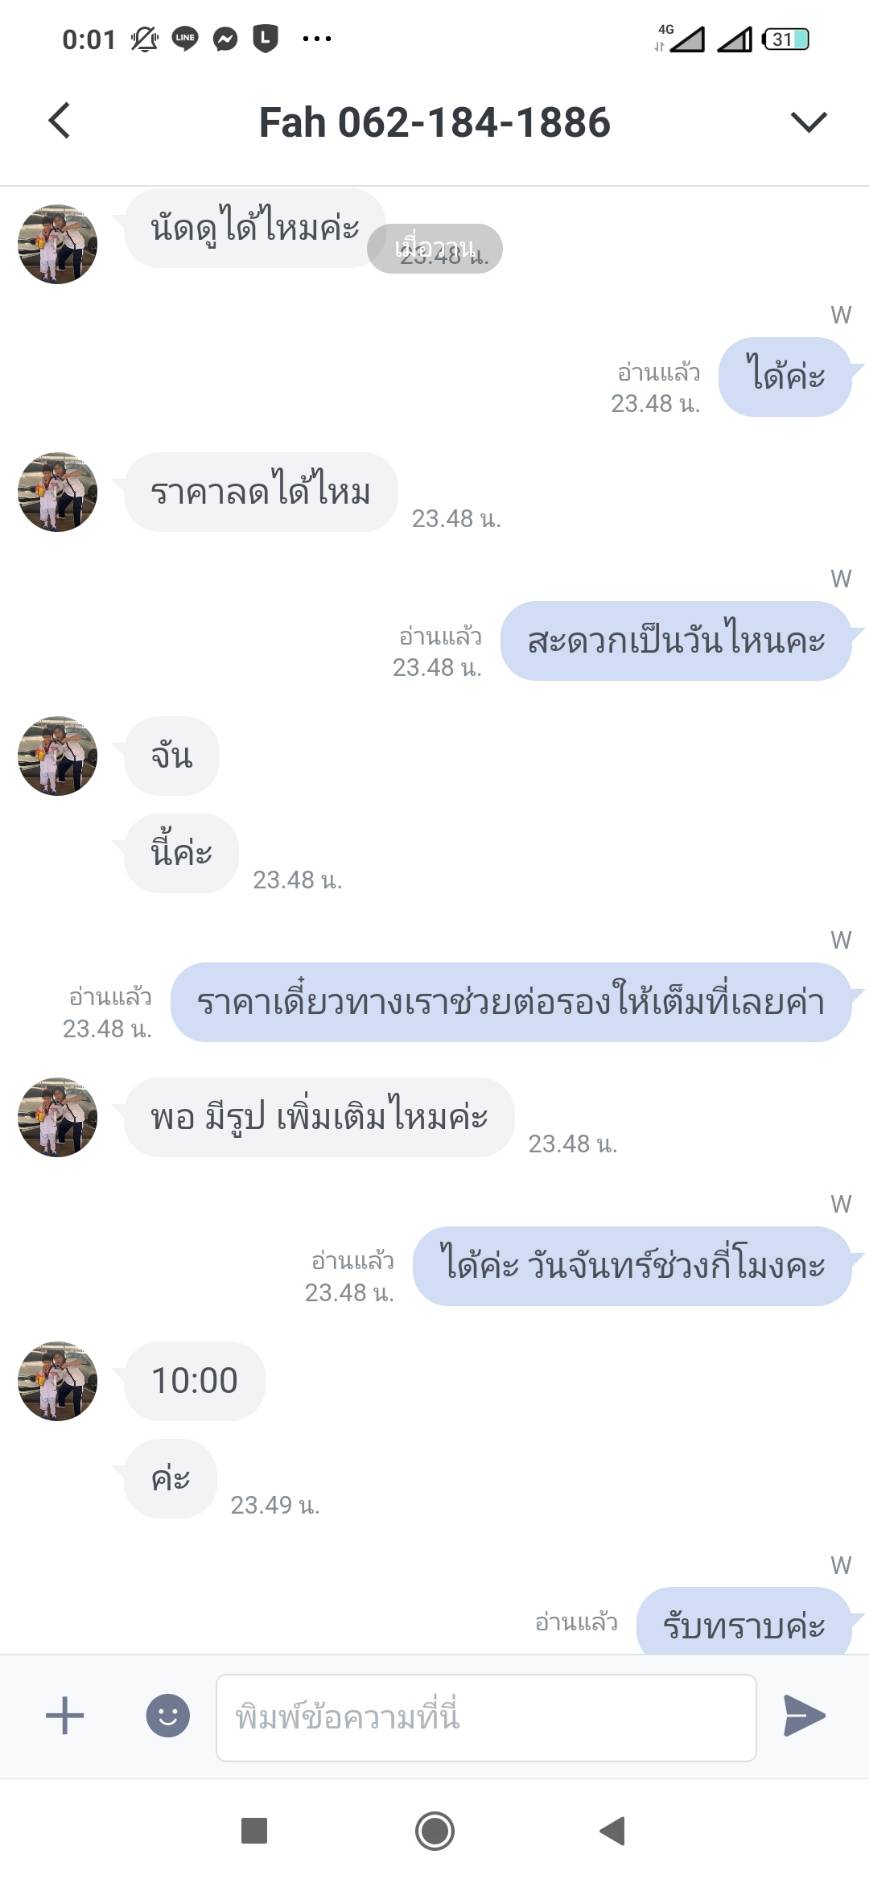 0:01
LINE
L
4G
31
Fah 062-184-1886
นัดดูได้ไหมค่ะ
23.48 น.
เมื่อวาน
W
ได้ค่ะ
อ่านแล้ว
23.48 น.
ราคาลดได้ไหม
23.48 น.
W
สะดวกเป็นวันไหนคะ
อ่านแล้ว
23.48 น.
จัน
นี้ค่ะ
23.48 น.
W
ราคาเดี๋ยวทางเราช่วยต่อรองให้เต็มที่เลยค่า
อ่านแล้ว
23.48 น.
พอ มีรูป เพิ่มเติมไหมค่ะ
23.48 น.
W
ได้ค่ะ วันจันทร์ช่วงกี่โมงคะ
อ่านแล้ว
23.48 น.
10:00
ค่ะ
23.49 น.
W
รับทราบค่ะ
อ่านแล้ว
พิมพ์ข้อความที่นี่